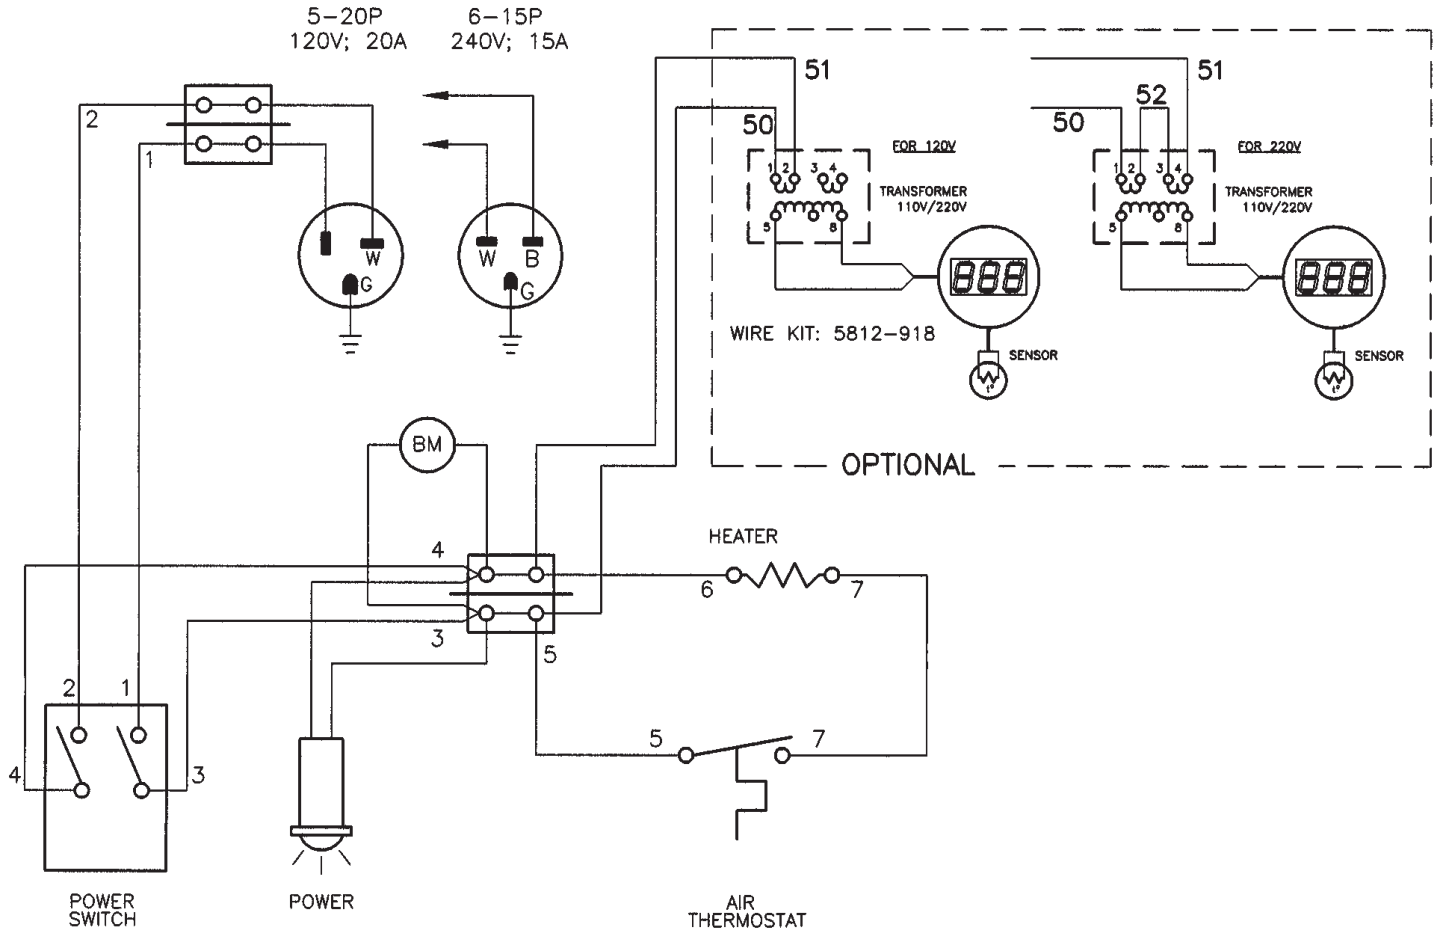 5-20P
120V; 20A
6-15P
240V; 15A
2
1
W
G
W
B
G
51
50
FOR 120V
1 2 3 4
TRANSFORMER
110V/220V
5 8
888
WIRE KIT: 5812-918
SENSOR
t°
51
52
50
FOR 220V
1 2 3 4
TRANSFORMER
110V/220V
5 8
888
SENSOR
t°
OPTIONAL
BM
4
3
5
HEATER
6
7
2
1
4
3
5
7
POWER
SWITCH
POWER
AIR
THERMOSTAT